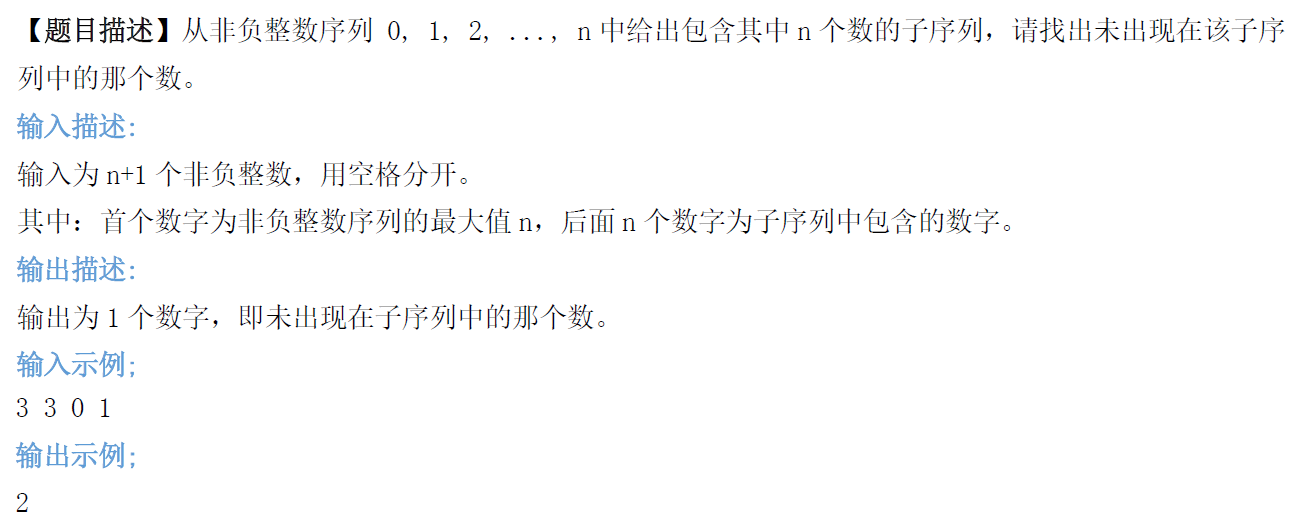 【题目描述】从非负整数序列 0, 1, 2, ..., n 中给出包含其中 n 个数的子序列，请找出未出现在该子序
列中的那个数。
输入描述:
输入为 n+1 个非负整数，用空格分开。
其中：首个数字为非负整数序列的最大值 n，后面 n 个数字为子序列中包含的数字。
输出描述:
输出为 1 个数字，即未出现在子序列中的那个数。
输入示例;
3 3 0 1
输出示例;
2